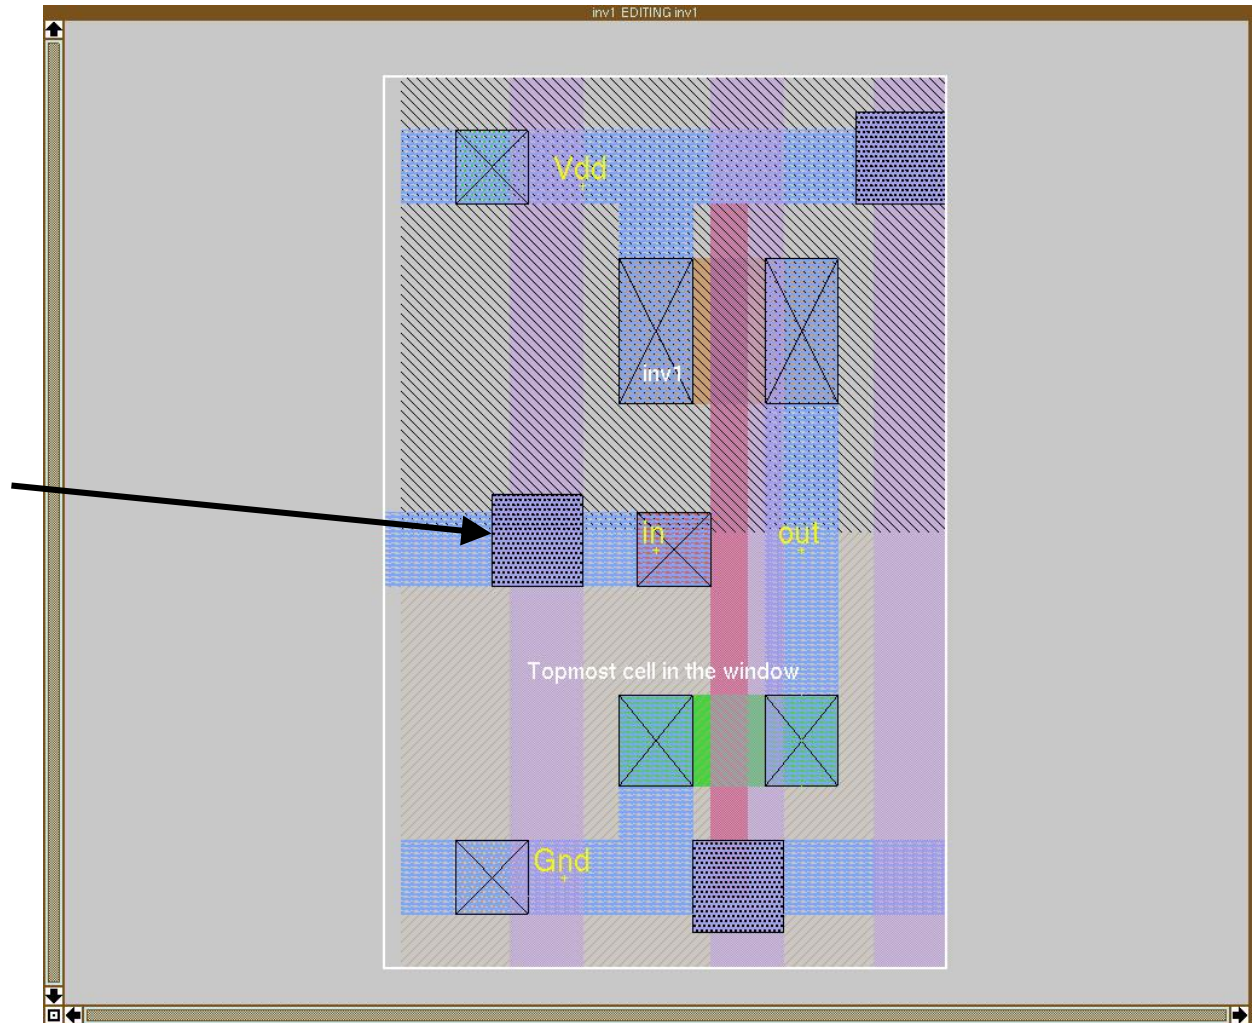 inv1 EDITING inv1
Vdd
inv1
in
out
Topmost cell in the window
Gnd